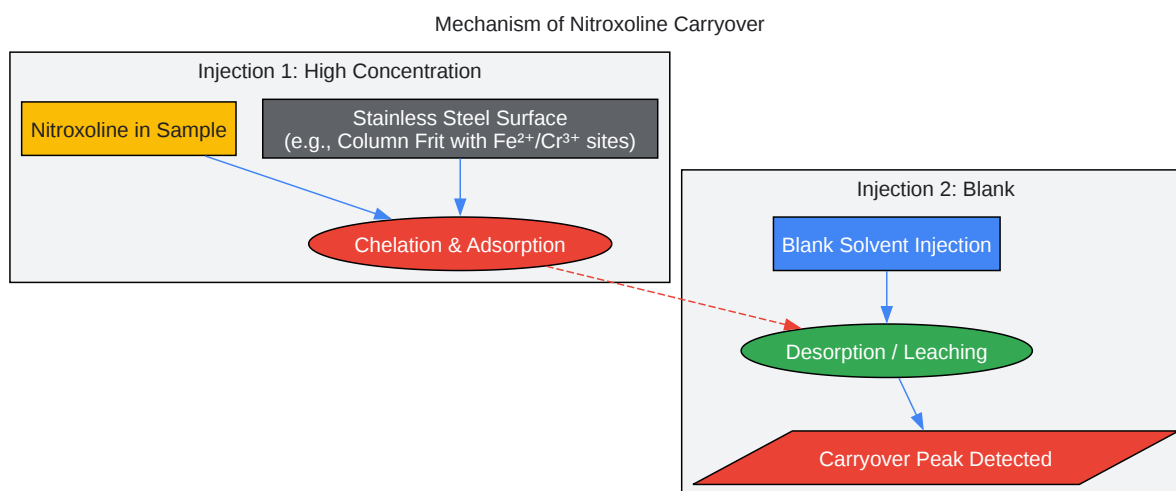 Mechanism of Nitroxoline Carryover
Injection 1: High Concentration
Nitroxoline in Sample
Stainless Steel Surface
(e.g., Column Frit with Fe²⁺/Cr³⁺ sites)
Chelation & Adsorption
Injection 2: Blank
Blank Solvent Injection
Desorption / Leaching
Carryover Peak Detected